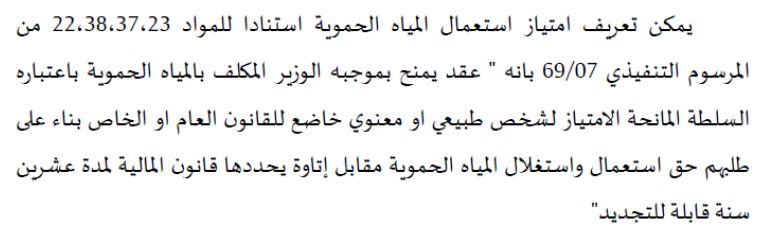 يمكن تعريف امتياز استعمال المياه الحموية استنادا للمواد 22،38،37،23 من
المرسوم التنفيذي 69/07 بانه " عقد يمنح بموجبه الوزير المكلف بالمياه الحموية باعتباره
السلطة المانحة الامتياز لشخص طبيعي او معنوي خاضع للقانون العام او الخاص بناء على
طلبهم حق استعمال واستغلال المياه الحموية مقابل إتاوة يحددها قانون المالية لمدة عشرين
سنة قابلة للتجديد"